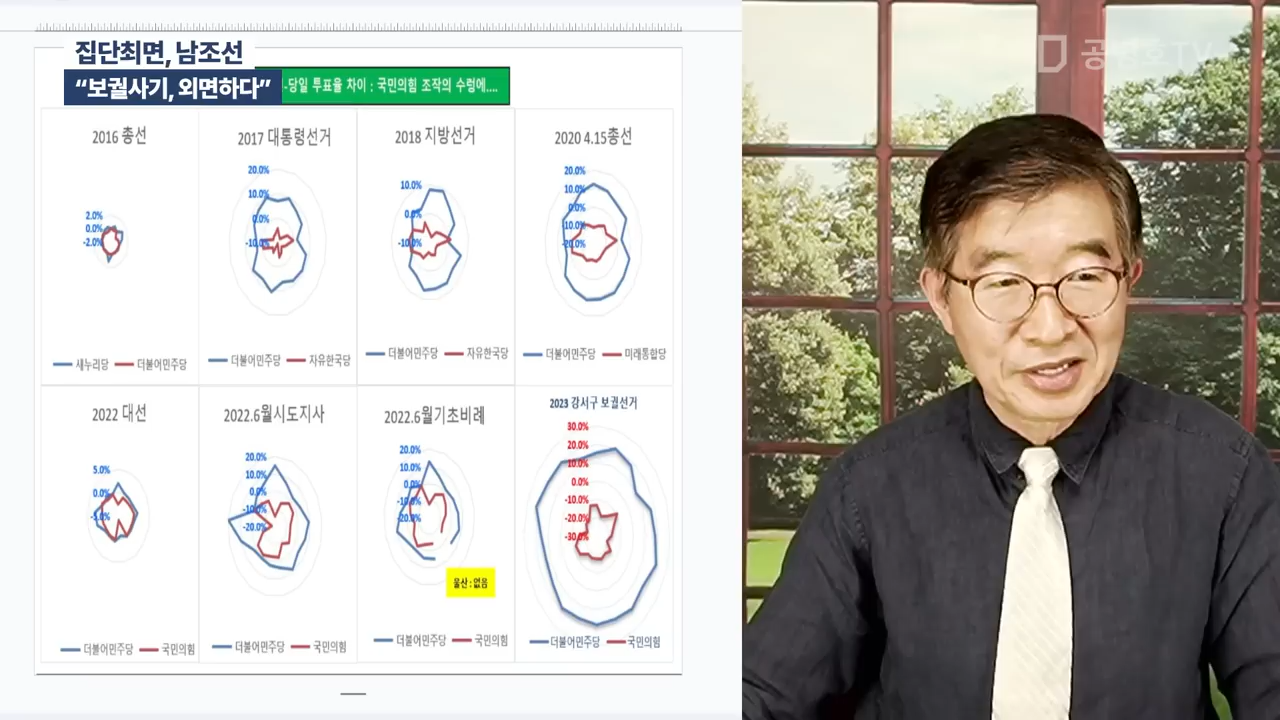 집단최면, 남조선
“보궐사기, 외면하다”
-당일 투표율 차이 : 국민의힘 조작의 수렁에....
공병호TV
2016 총선
2.0%
0.0%
-2.0%
새누리당 더불어민주당
2017 대통령선거
20.0%
10.0%
0.0%
-10.0%
더불어민주당 자유한국당
2018 지방선거
10.0%
0.0%
-10.0%
더불어민주당 자유한국당
2020 4.15총선
20.0%
10.0%
0.0%
-10.0%
-20.0%
더불어민주당 미래통합당
2022 대선
5.0%
0.0%
-5.0%
더불어민주당 국민의힘
2022.6월시도지사
20.0%
10.0%
0.0%
-10.0%
-20.0%
더불어민주당 국민의힘
2022.6월기초비례
20.0%
10.0%
0.0%
-10.0%
-20.0%
울산 : 없음
더불어민주당 국민의힘
2023 강서구 보궐선거
30.0%
20.0%
10.0%
0.0%
-10.0%
-20.0%
-30.0%
더불어민주당 국민의힘